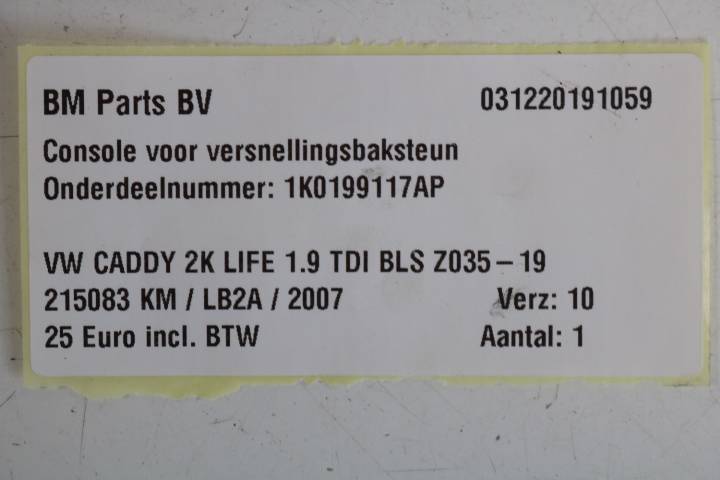 BM Parts BV 031220191059
Console voor versnellingsbaksteun
Onderdeelnummer: 1K0199117AP
VW CADDY 2K LIFE 1.9 TDI BLS Z035 – 19
215083 KM / LB2A / 2007 Verz: 10
25 Euro incl. BTW Aantal: 1